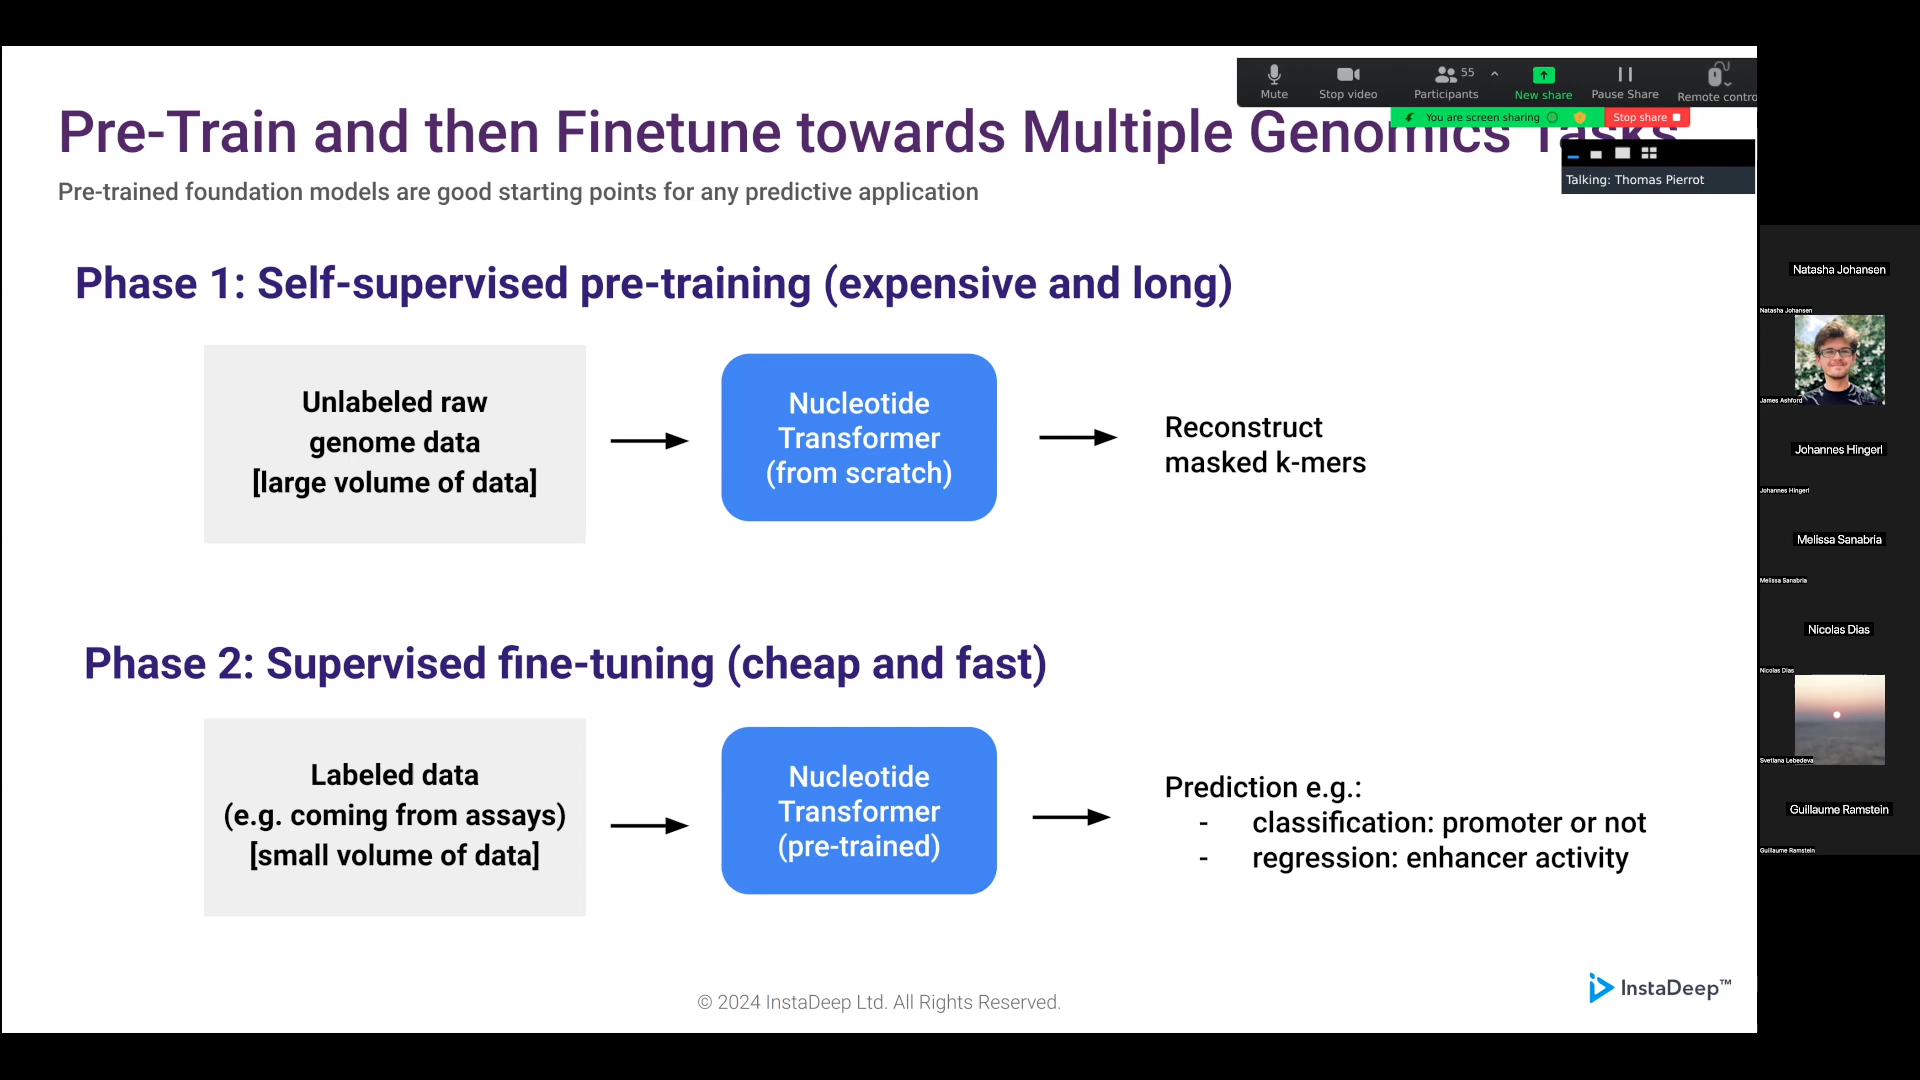 Mute
Stop video
Participants
55
New share
Pause Share
Remote contro
You are screen sharing
Stop share
Talking: Thomas Pierrot
Pre-Train and then Finetune towards Multiple Genomics Tasks
Pre-trained foundation models are good starting points for any predictive application
Phase 1: Self-supervised pre-training (expensive and long)
Unlabeled raw
genome data
[large volume of data]
Nucleotide
Transformer
(from scratch)
Reconstruct
masked k-mers
Phase 2: Supervised fine-tuning (cheap and fast)
Labeled data
(e.g. coming from assays)
[small volume of data]
Nucleotide
Transformer
(pre-trained)
Prediction e.g.:
- classification: promoter or not
- regression: enhancer activity
© 2024 InstaDeep Ltd. All Rights Reserved.
InstaDeep™
Natasha Johansen
Natasha Johansen
James Ashford
Johannes Hingerl
Johannes Hingerl
Melissa Sanabria
Melissa Sanabria
Nicolas Dias
Nicolas Dias
Svetlana Lebedeva
Guillaume Ramstein
Guillaume Ramstein